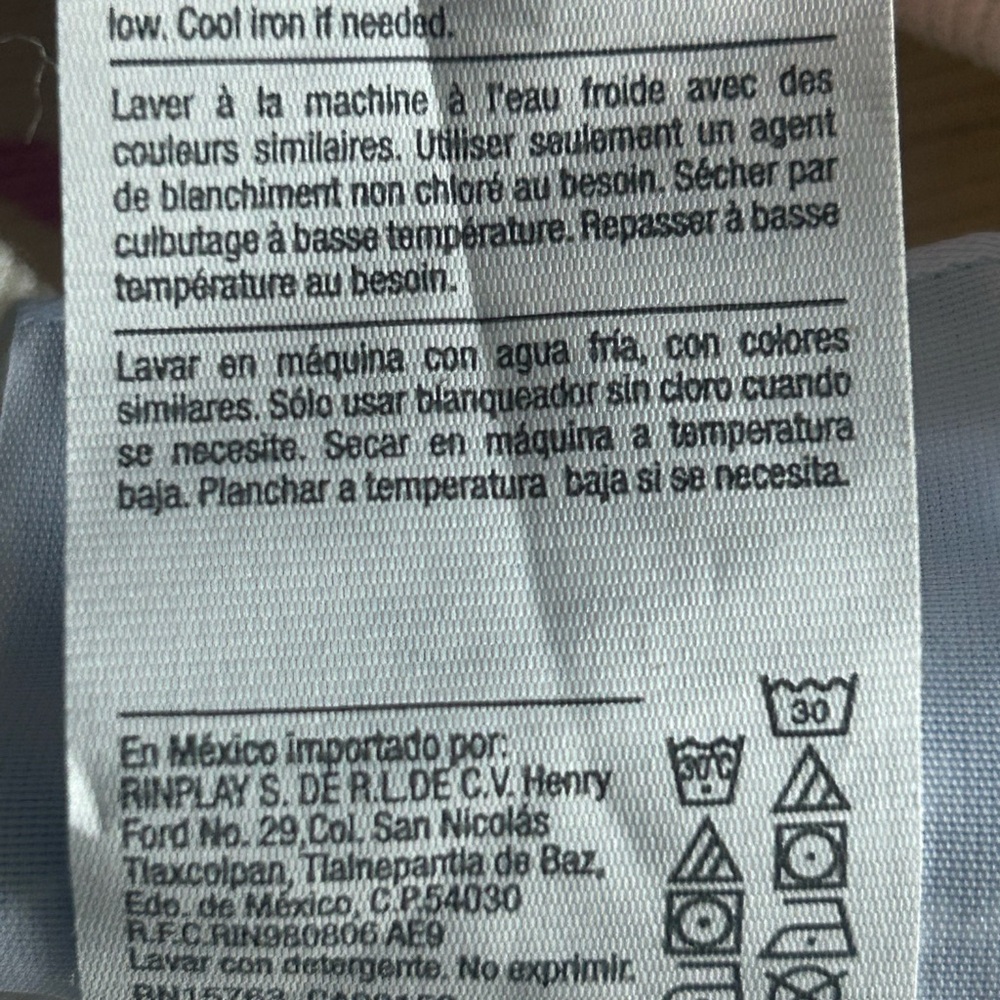 low. Cool iron if needed.
Laver à la machine à l'eau froide avec des
couleurs similaires. Utiliser seulement un agent
de blanchiment non chloré au besoin. Sécher par
culbutage à basse température. Repasser à basse
température au besoin.
Lavar en máquina con agua fría, con colores
similares. Sólo usar blanqueador sin cloro cuando
se necesite. Secar en máquina a temperatura
baja. Planchar a temperatura baja si se necesita.
En México importado por:
RINPLAY S. DE R.L.DE C.V. Henry
Ford No. 29,Col. San Nicolás
Tlaxcolpan, Tlalnepantla de Baz,
Edo. de México, C.P.54030
R.F.C.RIN980806 AE9
Lavar con detergente. No exprimir.
30
30°C